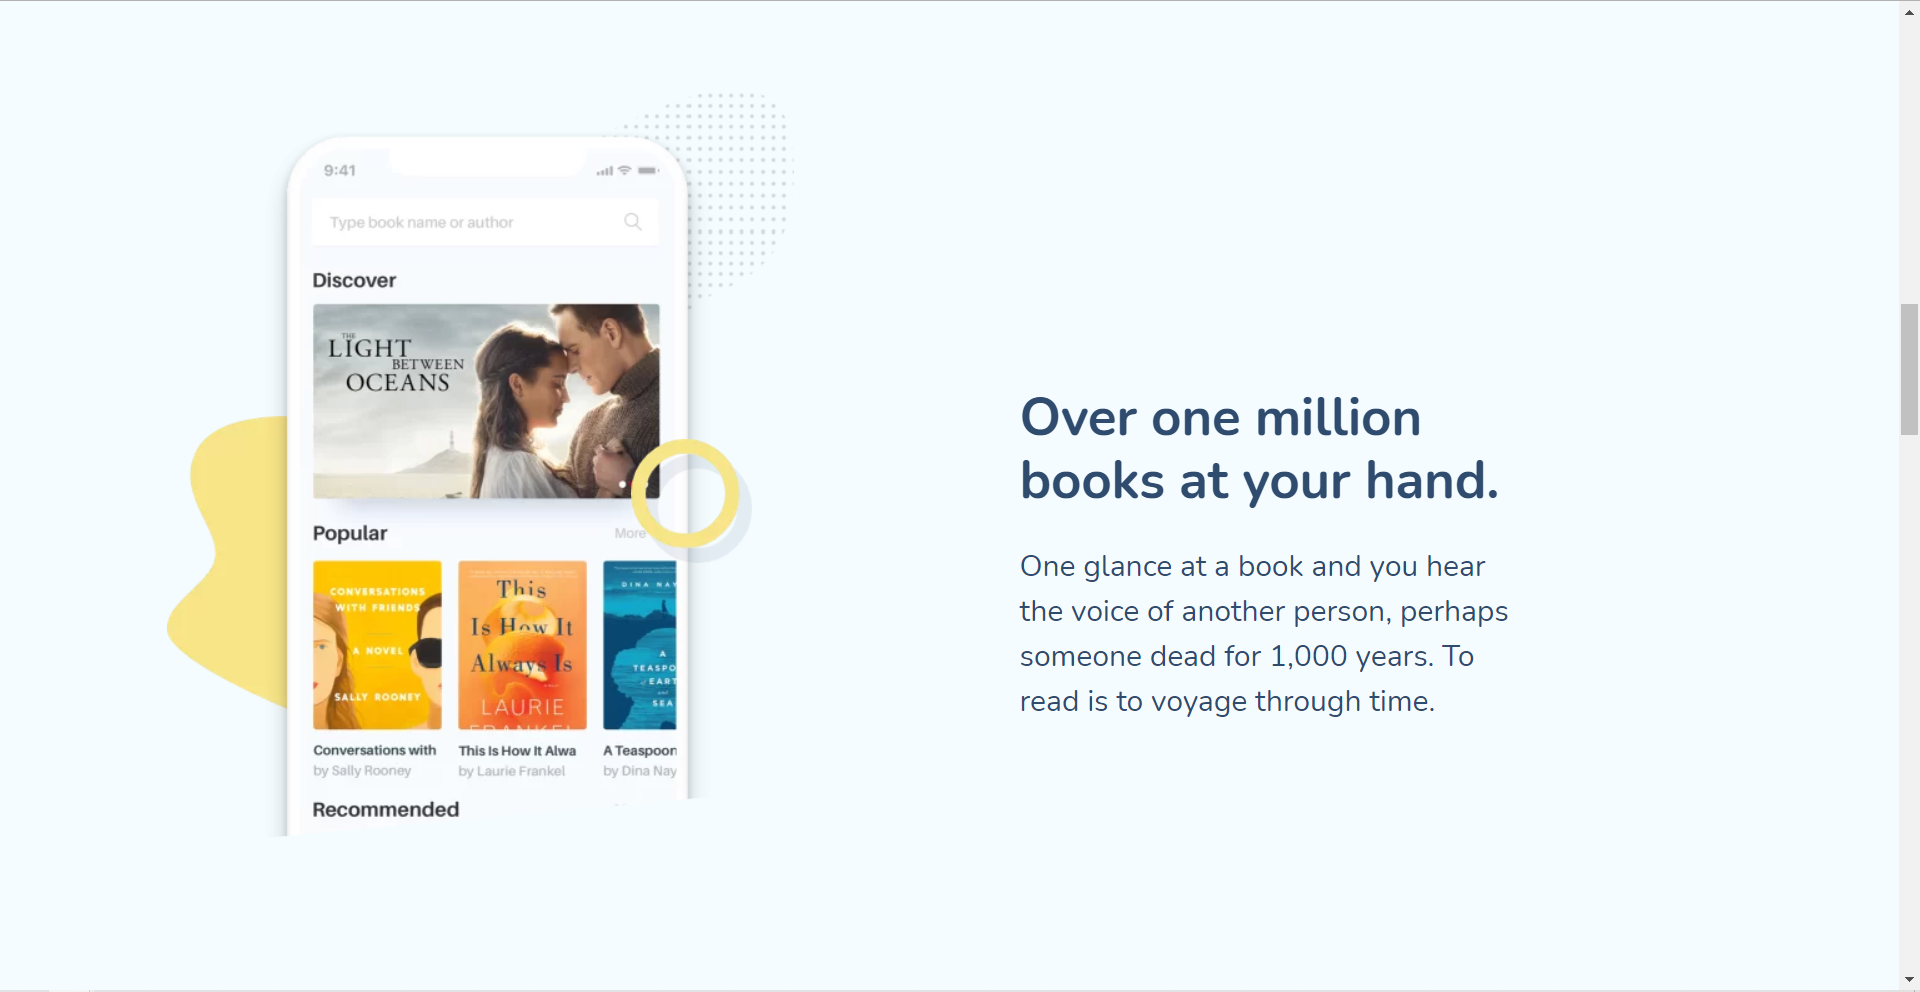 9:41
Type book name or author
Discover
THE
LIGHT
BETWEEN
OCEANS
Popular
More
CONVERSATIONS
WITH FRIENDS
A NOVEL
SALLY ROONEY
This
Is How It
Always Is
LAURIE
FRANKEL
DINA NAY
A
TEASPO
of EART
and
SEA
Conversations with
by Sally Rooney
This Is How It Alwa
by Laurie Frankel
A Teaspoon
by Dina Nay
Recommended
Over one million
books at your hand.
One glance at a book and you hear
the voice of another person, perhaps
someone dead for 1,000 years. To
read is to voyage through time.